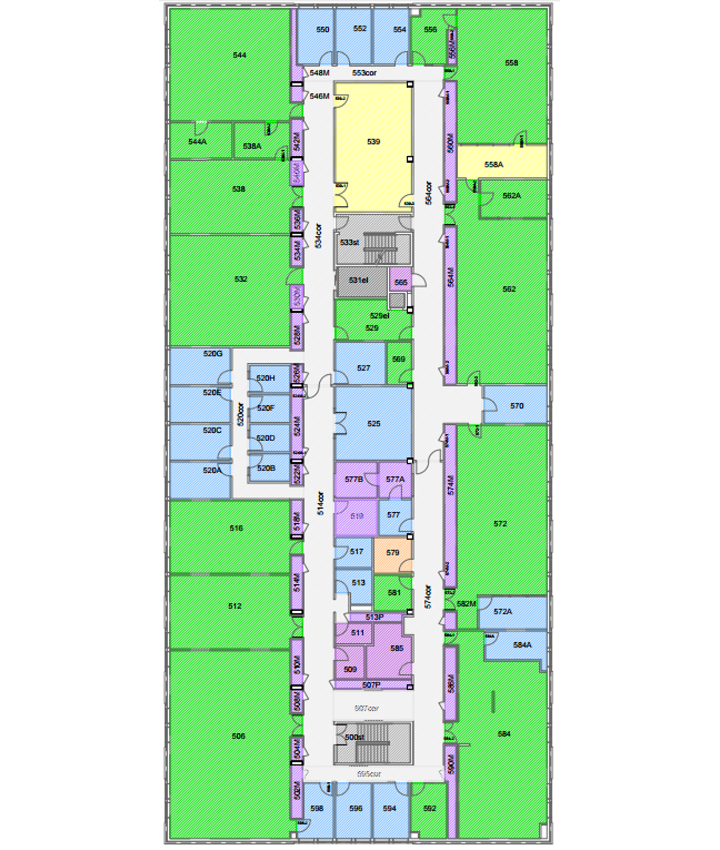 550 552 554 556 556M
544 558
548M 553cor
546M
539
542M 560M
544A 538A
558A
540M
538 564cor 562A
536M
534cor
534M 533st
564M
532 531el 565 562
530M
529el
528M 529
520G 527 569
526M
520H
520E 570
520F
520cor 524M 525
520C
520D
520A 520B 522M 577B 577A
574M
514cor
518M 519 577
516 572
517 579
514M 513 581
574cor
512 582M 572A
513P
511 585 584A
510M 509
507P
586M
508M 507cor
506 500st 584
504M
590M
595cor
502M
598 596 594 592